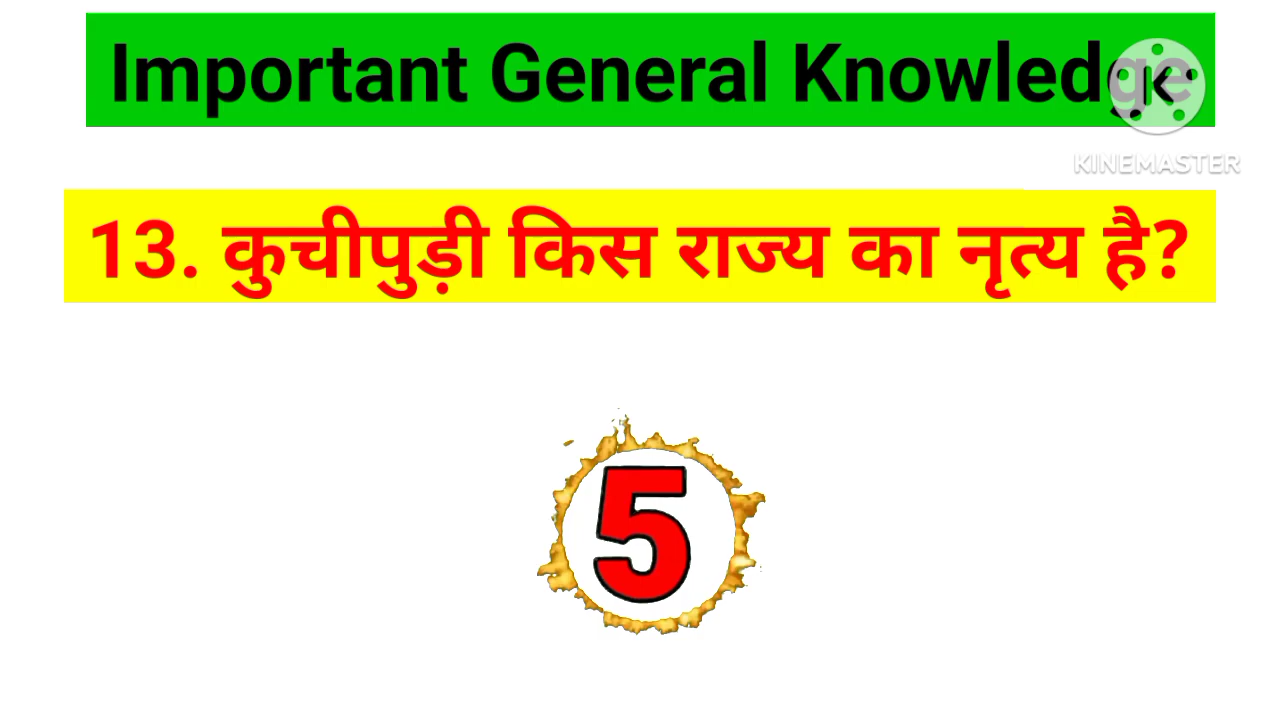 Important General Knowledge
K
KINEMASTER
13. कुचीपुड़ी किस राज्य का नृत्य है?
5